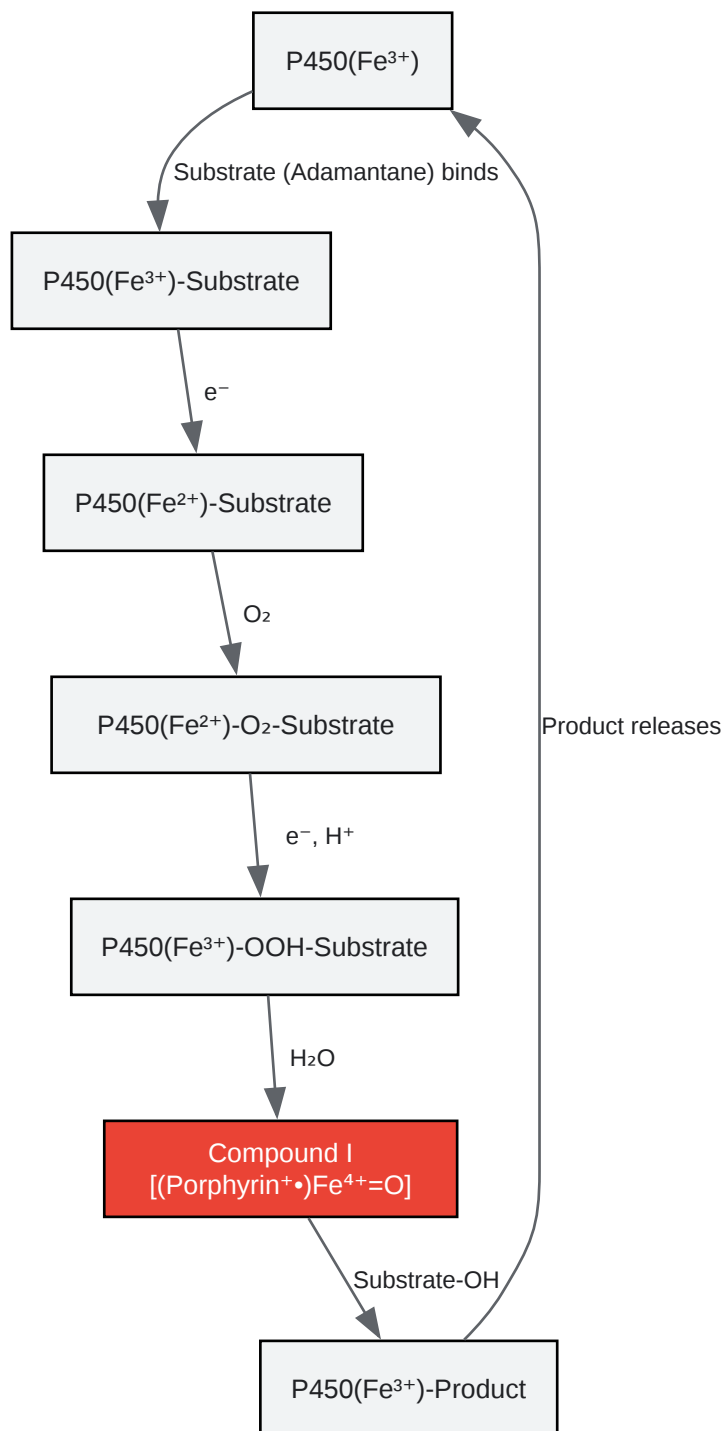 P450(Fe³⁺)
Substrate (Adamantane) binds
P450(Fe³⁺)-Substrate
e⁻
P450(Fe²⁺)-Substrate
O₂
P450(Fe²⁺)-O₂-Substrate
Product releases
e⁻, H⁺
P450(Fe³⁺)-OOH-Substrate
H₂O
Compound I
[(Porphyrin⁺•)Fe⁴⁺=O]
Substrate-OH
P450(Fe³⁺)-Product